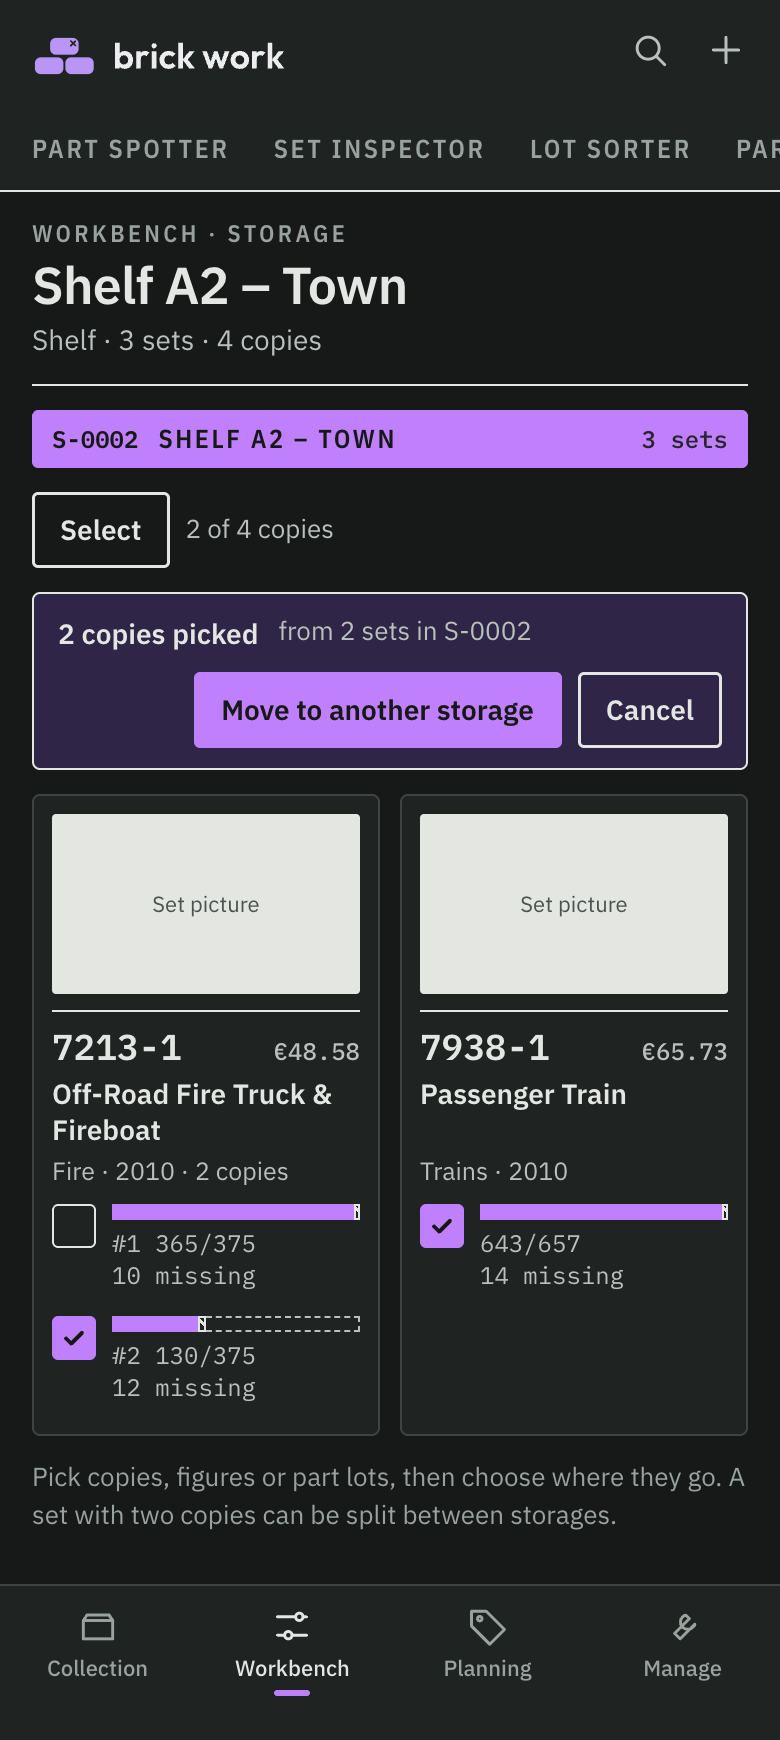 brick work
PART SPOTTER SET INSPECTOR LOT SORTER PAR
WORKBENCH · STORAGE
Shelf A2 – Town
Shelf · 3 sets · 4 copies
S-0002 SHELF A2 – TOWN 3 sets
Select 2 of 4 copies
2 copies picked from 2 sets in S-0002
Move to another storage Cancel
Set picture
7213-1 €48.58
Off-Road Fire Truck &
Fireboat
Fire · 2010 · 2 copies
#1 365/375
10 missing
#2 130/375
12 missing
Set picture
7938-1 €65.73
Passenger Train
Trains · 2010
643/657
14 missing
Pick copies, figures or part lots, then choose where they go. A
set with two copies can be split between storages.
Collection Workbench Planning Manage